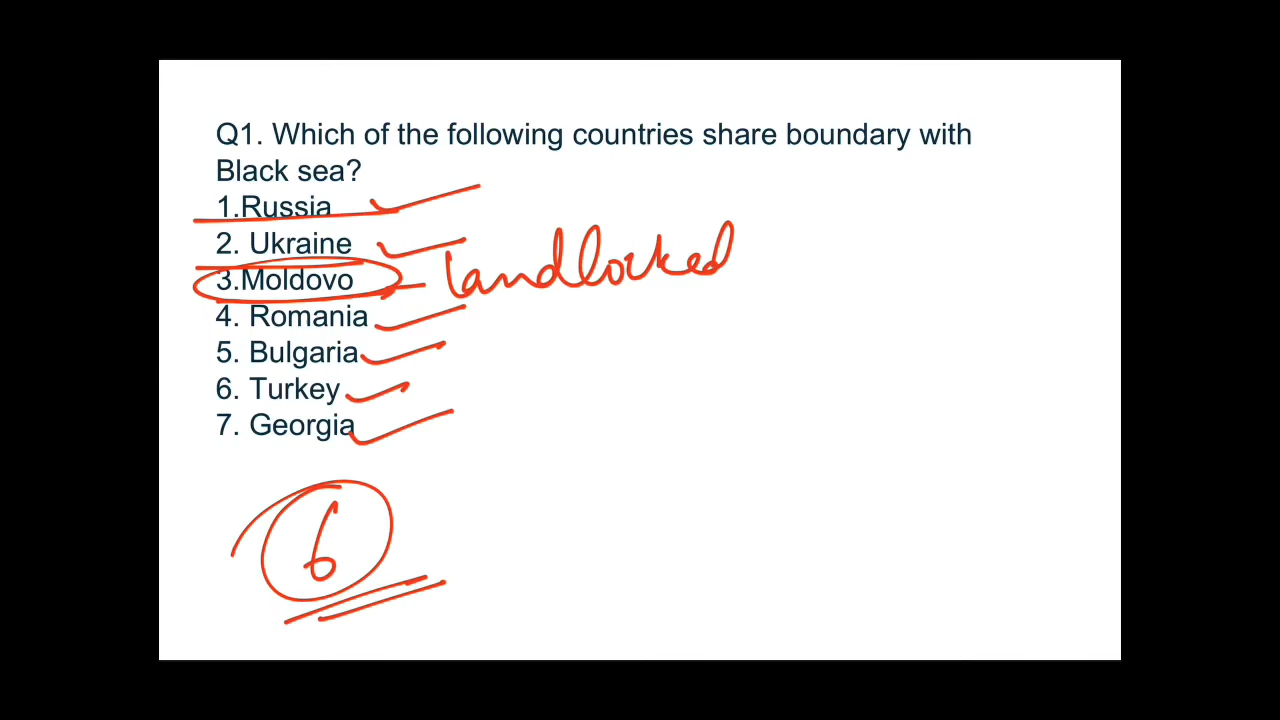 Q1. Which of the following countries share boundary with
Black sea?
1.Russia
2. Ukraine
3.Moldovo landlocked
4. Romania
5. Bulgaria
6. Turkey
7. Georgia
6